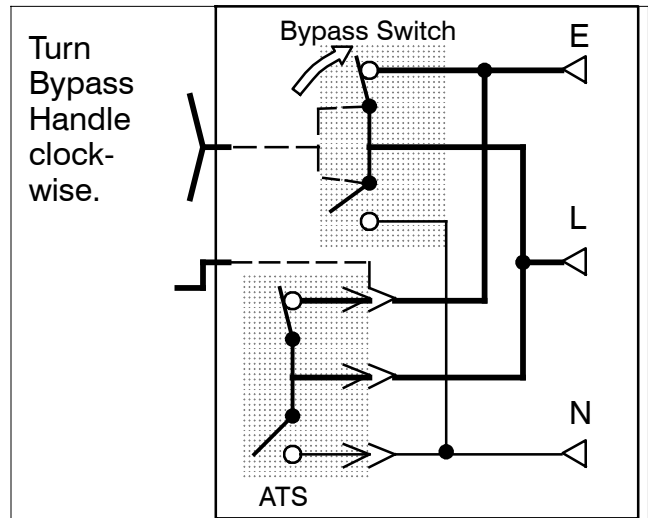 Turn
Bypass
Handle
clock-
wise.
Bypass Switch
E
L
N
ATS